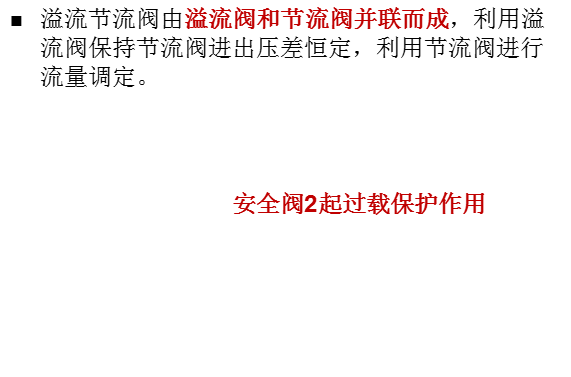 ■ 溢流节流阀由溢流阀和节流阀并联而成，利用溢
流阀保持节流阀进出压差恒定，利用节流阀进行
流量调定。
安全阀2起过载保护作用